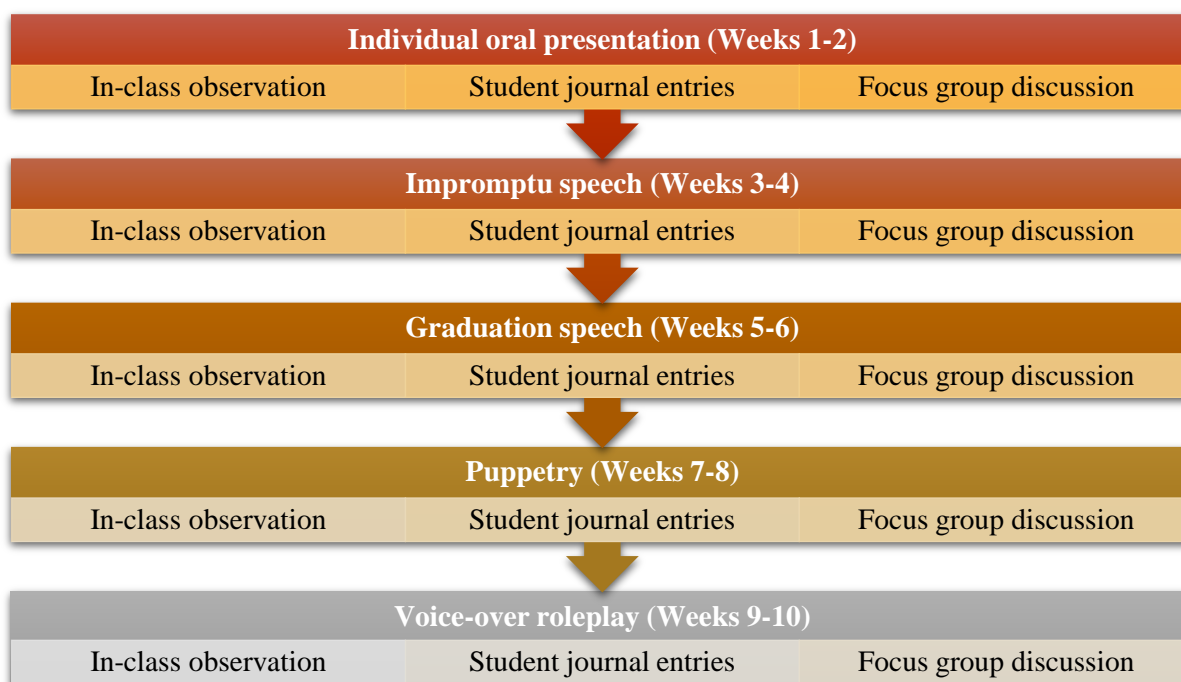 Individual oral presentation (Weeks 1-2)
In-class observation Student journal entries Focus group discussion
Impromptu speech (Weeks 3-4)
In-class observation Student journal entries Focus group discussion
Graduation speech (Weeks 5-6)
In-class observation Student journal entries Focus group discussion
Puppetry (Weeks 7-8)
In-class observation Student journal entries Focus group discussion
Voice-over roleplay (Weeks 9-10)
In-class observation Student journal entries Focus group discussion